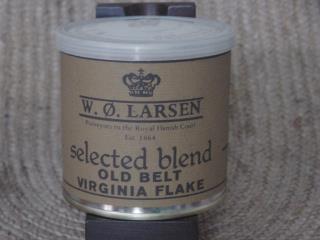 W. Ø. LARSEN
Purveyors to the Royal Danish Court
Est. 1864
selected blend
OLD BELT
VIRGINIA FLAKE